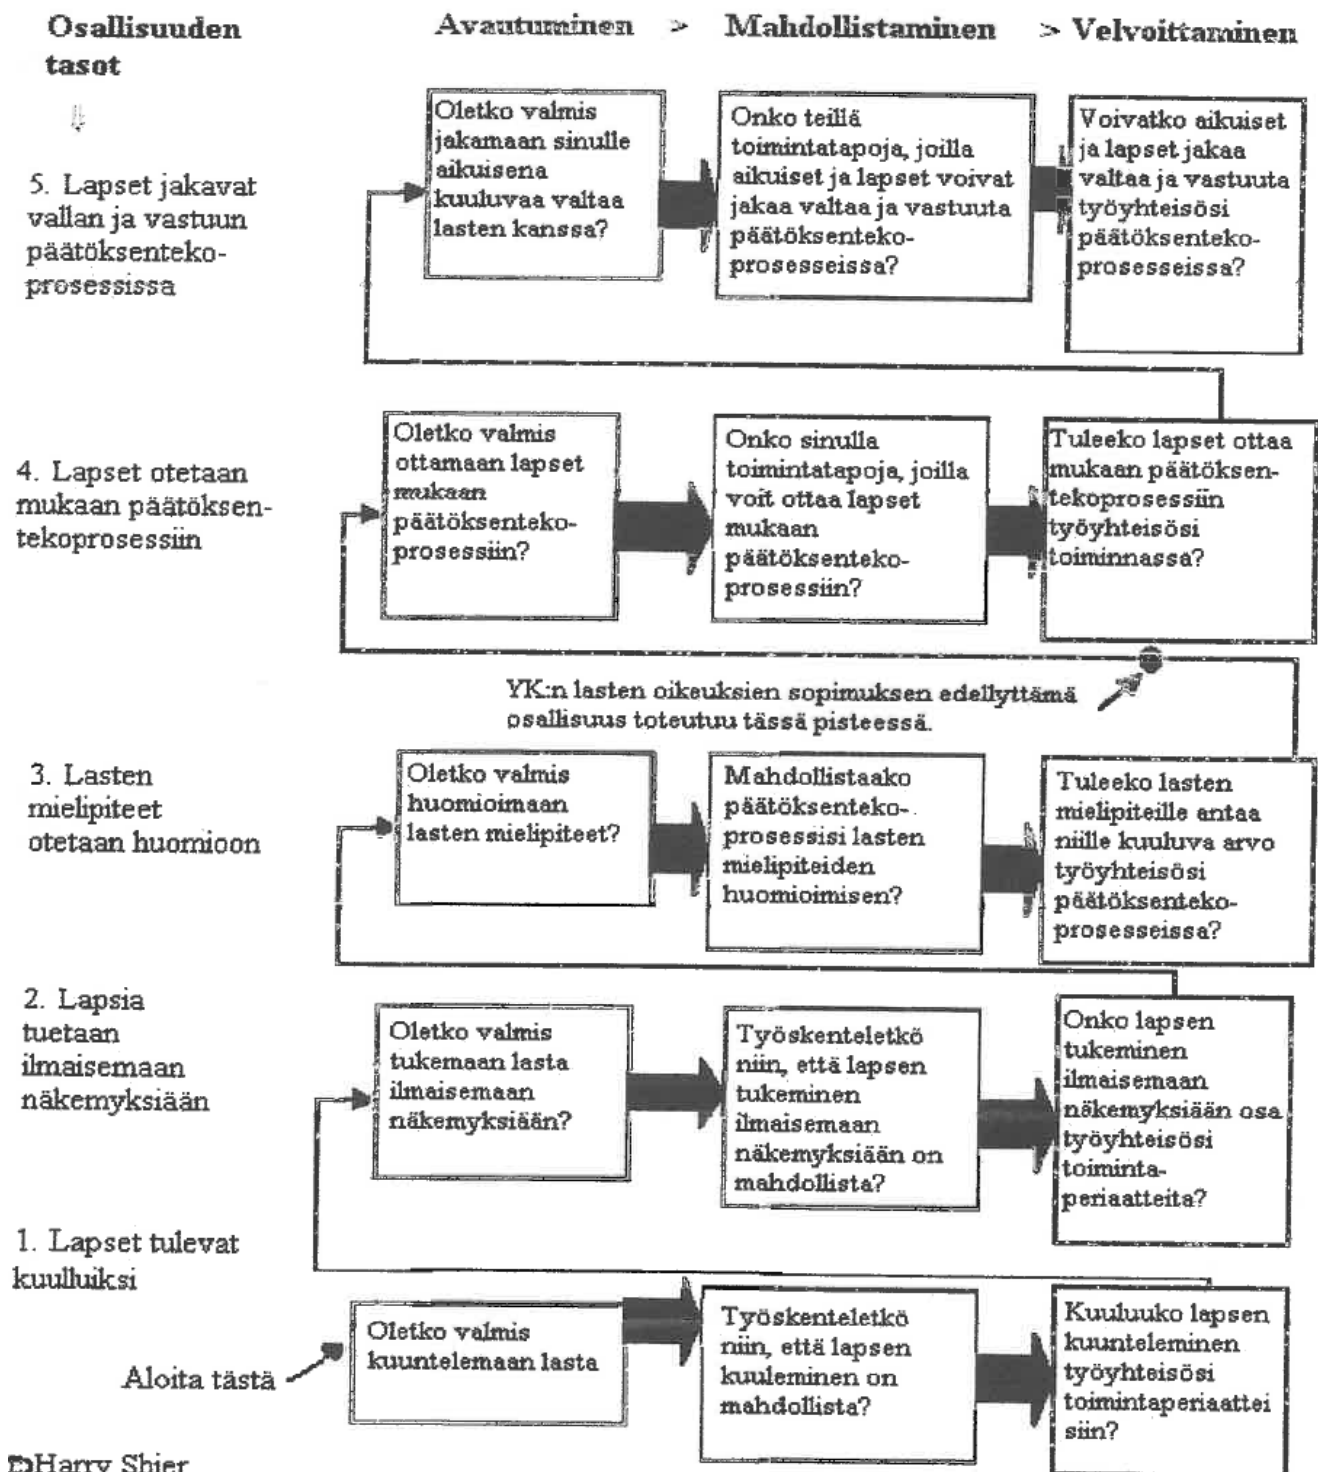 Osallisuuden
tasot
Avautuminen > Mahdollistaminen > Velvoittaminen
5. Lapset jakavat
vallan ja vastuun
päätöksenteko-
prosessissa
Oletko valmis
jakamaan sinulle
aikuisena
kuuluvaa valtaa
lasten kanssa?
Onko teillä
toimintatapoja, joilla
aikuiset ja lapset voivat
jakaa valtaa ja vastuuta
päätöksenteko-
prosesseissa?
Voivatko aikuiset
ja lapset jakaa
valtaa ja vastuuta
työyhteisösi
päätöksenteko-
prosesseissa?
4. Lapset otetaan
mukaan päätöksen-
tekoprosessiin
Oletko valmis
ottamaan lapset
mukaan
päätöksenteko-
prosessiin?
Onko sinulla
toimintatapoja, joilla
voit ottaa lapset
mukaan
päätöksenteko-
prosessiin?
Tuleeko lapset ottaa
mukaan päätöksen-
tekoprosessiin
työyhteisösi
toiminnassa?
YK:n lasten oikeuksien sopimuksen edellyttämä
osallisuus toteutuu tässä pisteessä.
3. Lasten
mielipiteet
otetaan huomioon
Oletko valmis
huomioimaan
lasten mielipiteet?
Mahdollistaako
päätöksenteko-
prosessisi lasten
mielipiteiden
huomioimisen?
Tuleeko lasten
mielipiteille antaa
niille kuuluva arvo
työyhteisösi
päätöksenteko-
prosesseissa?
2. Lapsia
tuetaan
ilmaisemaan
näkemyksiään
Oletko valmis
tukemaan lasta
ilmaisemaan
näkemyksiään?
Työskenteletkö
niin, että lapsen
tukeminen
ilmaisemaan
näkemyksiään on
mahdollista?
Onko lapsen
tukeminen
ilmaisemaan
näkemyksiään osa
työyhteisösi
toiminta-
periaatteita?
1. Lapset tulevat
kuulluiksi
Aloita tästä
Oletko valmis
kuuntelemaan lasta
Työskenteletkö
niin, että lapsen
kuuleminen on
mahdollista?
Kuuluuko lapsen
kuunteleminen
työyhteisösi
toimintaperiaattei
siin?
Harry Shier